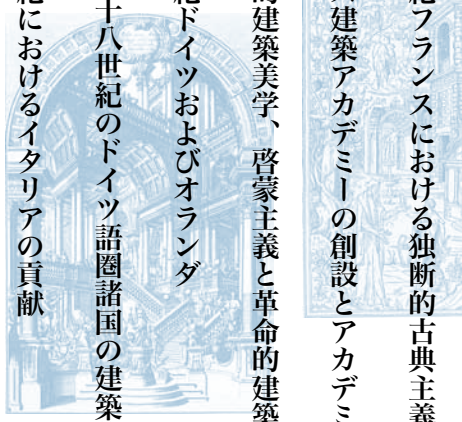 紀フランスにおける独断的古典主義
建築アカデミーの創設とアカデミ
的建築美学、啓蒙主義と革命的建築
紀ドイツおよびオランダ
十八世紀のドイツ語圏諸国の建築
紀におけるイタリアの貢献